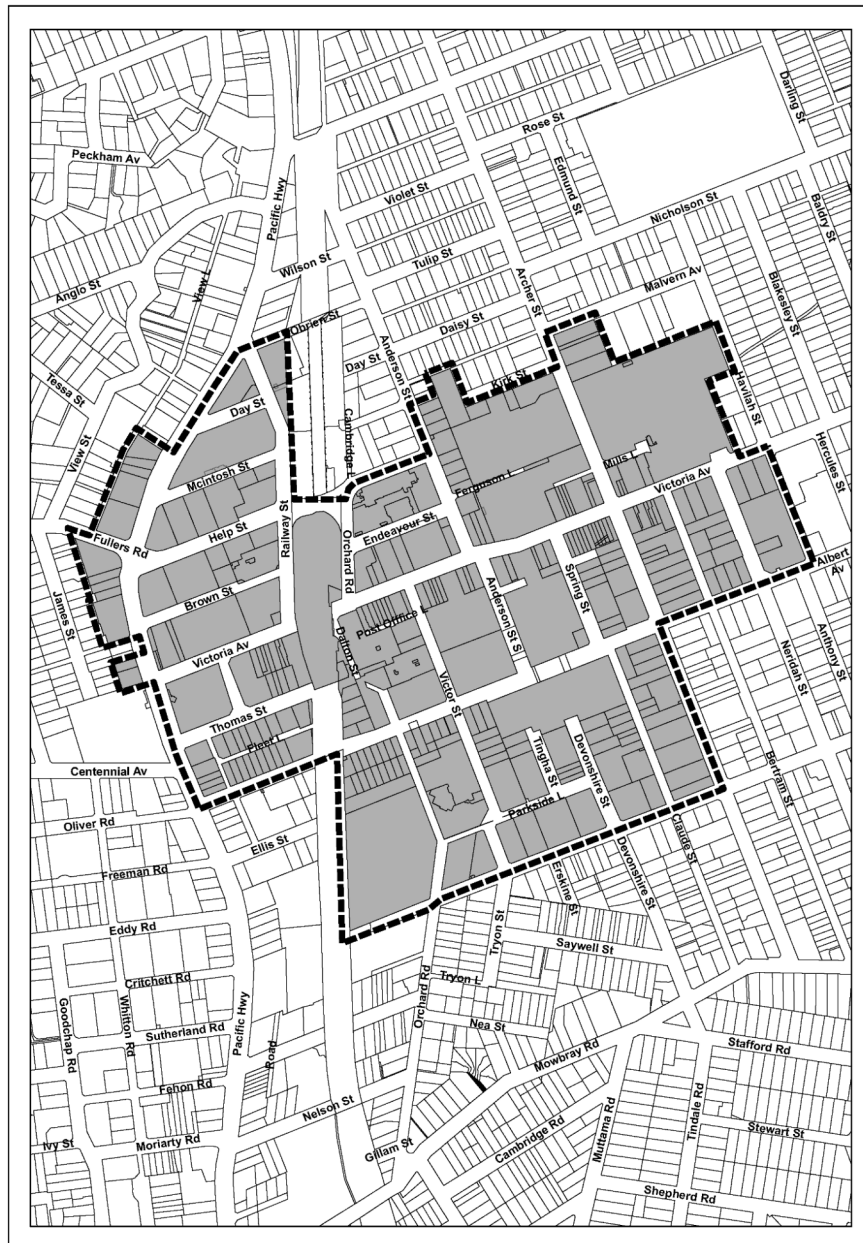 Darling St
Rose St
Peckham Av
Edmund St
Pacific Hwy
Violet St
Nicholson St
Baldry St
Wilson St
Tulip St
View L
Anglo St
Archer St
Malvern Av
Blakesley St
Obrien St
Daisy St
Anderson St
Day St
Kirk St
Tessa St
Havilah St
Day St
Cambridge L
View St
Hercules St
Mcintosh St
Mills L
Ferguson L
Victoria Av
Help St
Railway St
Endeavour St
Fullers Rd
Orchard Rd
Albert Av
James St
Brown St
Spring St
Anderson St S
Post Office L
Anthony St
Victoria Av
Dalton St
Neridah St
Victor St
Thomas St
Fleet L
Tingha St
Devonshire St
Bertram St
Centennial Av
Parkside L
Oliver Rd
Ellis St
Claude St
Devonshire St
Freeman Rd
Erskine St
Eddy Rd
Tryon St
Saywell St
Critchett Rd
Tryon L
Orchard Rd
Goodchap Rd
Whitton Rd
Pacific Hwy
Sutherland Rd
Nea St
Road
Mowbray Rd
Stafford Rd
Fehon Rd
Nelson St
Muttama Rd
Tindale Rd
Stewart St
Ivy St
Moriarty Rd
Gillam St
Cambridge Rd
Shepherd Rd